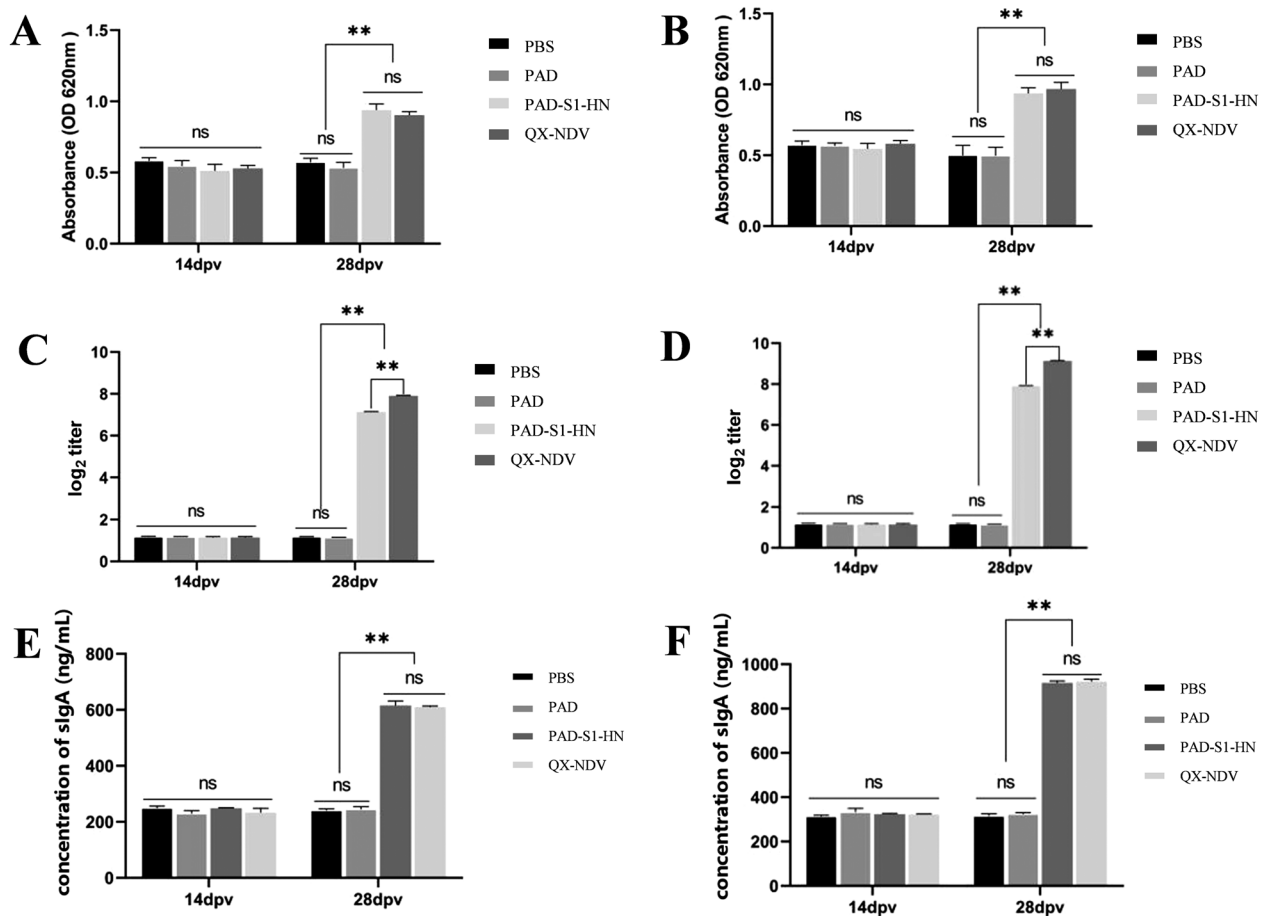 A
Absorbance (OD 620nm)
1.5
1.0
0.5
0.0
ns
ns
**
ns
14dpv
28dpv
PBS
PAD
PAD-S1-HN
QX-NDV
B
Absorbance (OD 620nm)
1.5
1.0
0.5
0.0
ns
ns
**
ns
14dpv
28dpv
PBS
PAD
PAD-S1-HN
QX-NDV
C
log2 titer
10
8
6
4
2
0
ns
ns
**
**
14dpv
28dpv
PBS
PAD
PAD-S1-HN
QX-NDV
D
log2 titer
10
8
6
4
2
0
ns
ns
**
**
14dpv
28dpv
PBS
PAD
PAD-S1-HN
QX-NDV
E
concentration of sIgA (ng/mL)
800
600
400
200
0
ns
ns
**
ns
14dpv
28dpv
PBS
PAD
PAD-S1-HN
QX-NDV
F
concentration of sIgA (ng/mL)
1000
800
600
400
200
0
ns
ns
**
ns
14dpv
28dpv
PBS
PAD
PAD-S1-HN
QX-NDV